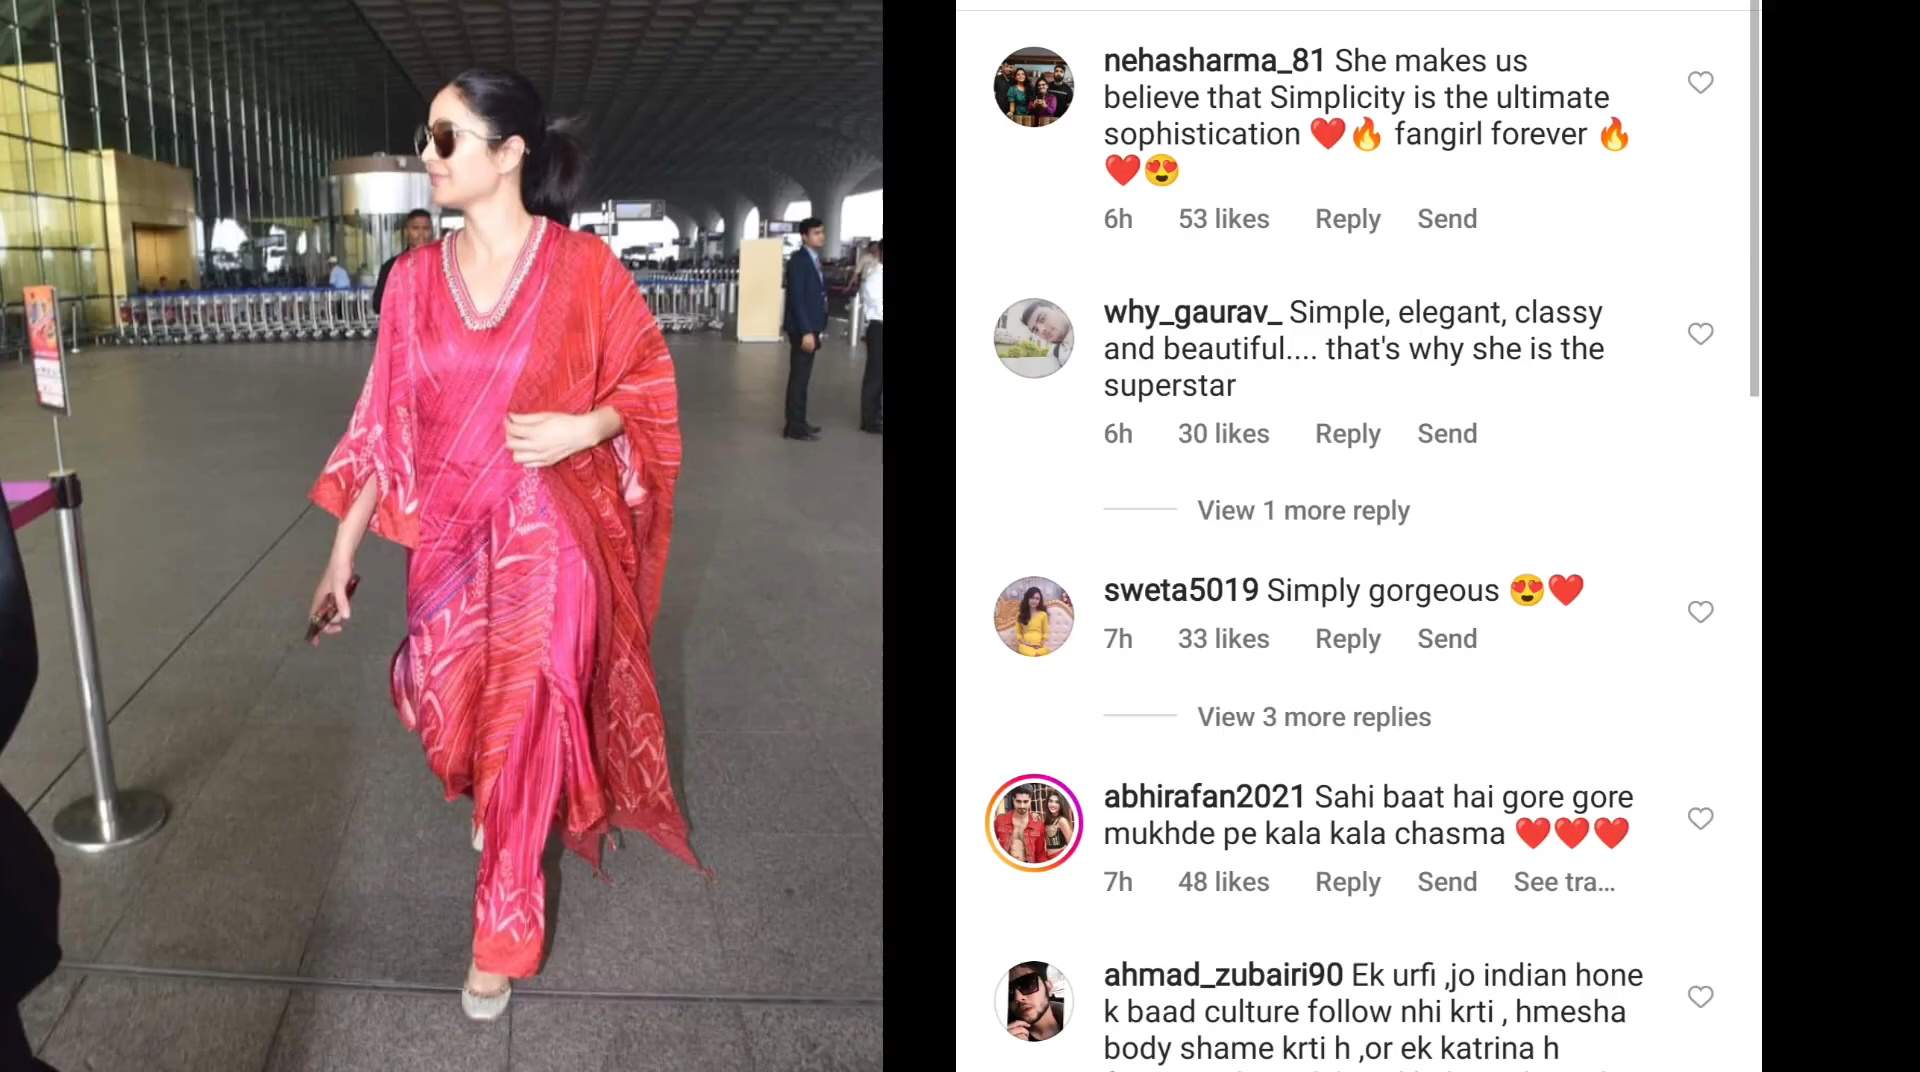 nehasharma_81 She makes us
believe that Simplicity is the ultimate
sophistication ❤️🔥 fangirl forever 🔥
❤️😍
6h 53 likes Reply Send
why_gaurav_ Simple, elegant, classy
and beautiful.... that's why she is the
superstar
6h 30 likes Reply Send
View 1 more reply
sweta5019 Simply gorgeous 😍❤️
7h 33 likes Reply Send
View 3 more replies
abhirafan2021 Sahi baat hai gore gore
mukhde pe kala kala chasma ❤️❤️❤️
7h 48 likes Reply Send See tra...
ahmad_zubairi90 Ek urfi ,jo indian hone
k baad culture follow nhi krti , hmesha
body shame krti h ,or ek katrina h